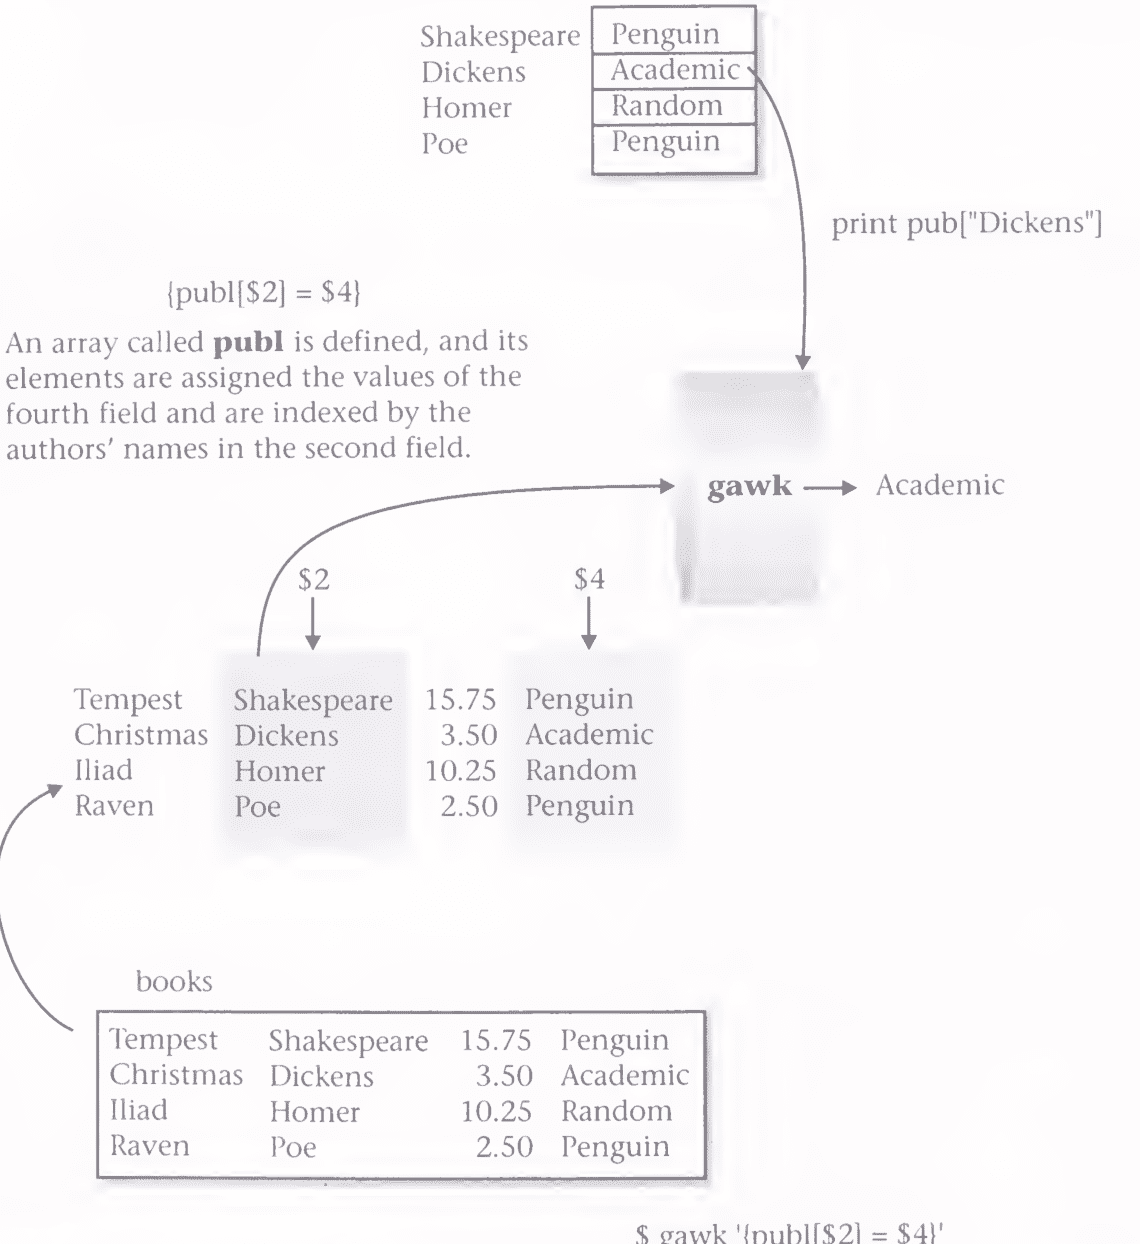 Shakespeare Penguin
Dickens Academic
Homer Random
Poe Penguin
print pub["Dickens"]
{publ[$2] = $4}
An array called publ is defined, and its
elements are assigned the values of the
fourth field and are indexed by the
authors' names in the second field.
gawk Academic
$2 $4
Tempest Shakespeare 15.75 Penguin
Christmas Dickens 3.50 Academic
Iliad Homer 10.25 Random
Raven Poe 2.50 Penguin
books
Tempest Shakespeare 15.75 Penguin
Christmas Dickens 3.50 Academic
Iliad Homer 10.25 Random
Raven Poe 2.50 Penguin
$ gawk '{publ[$2] = $4}'